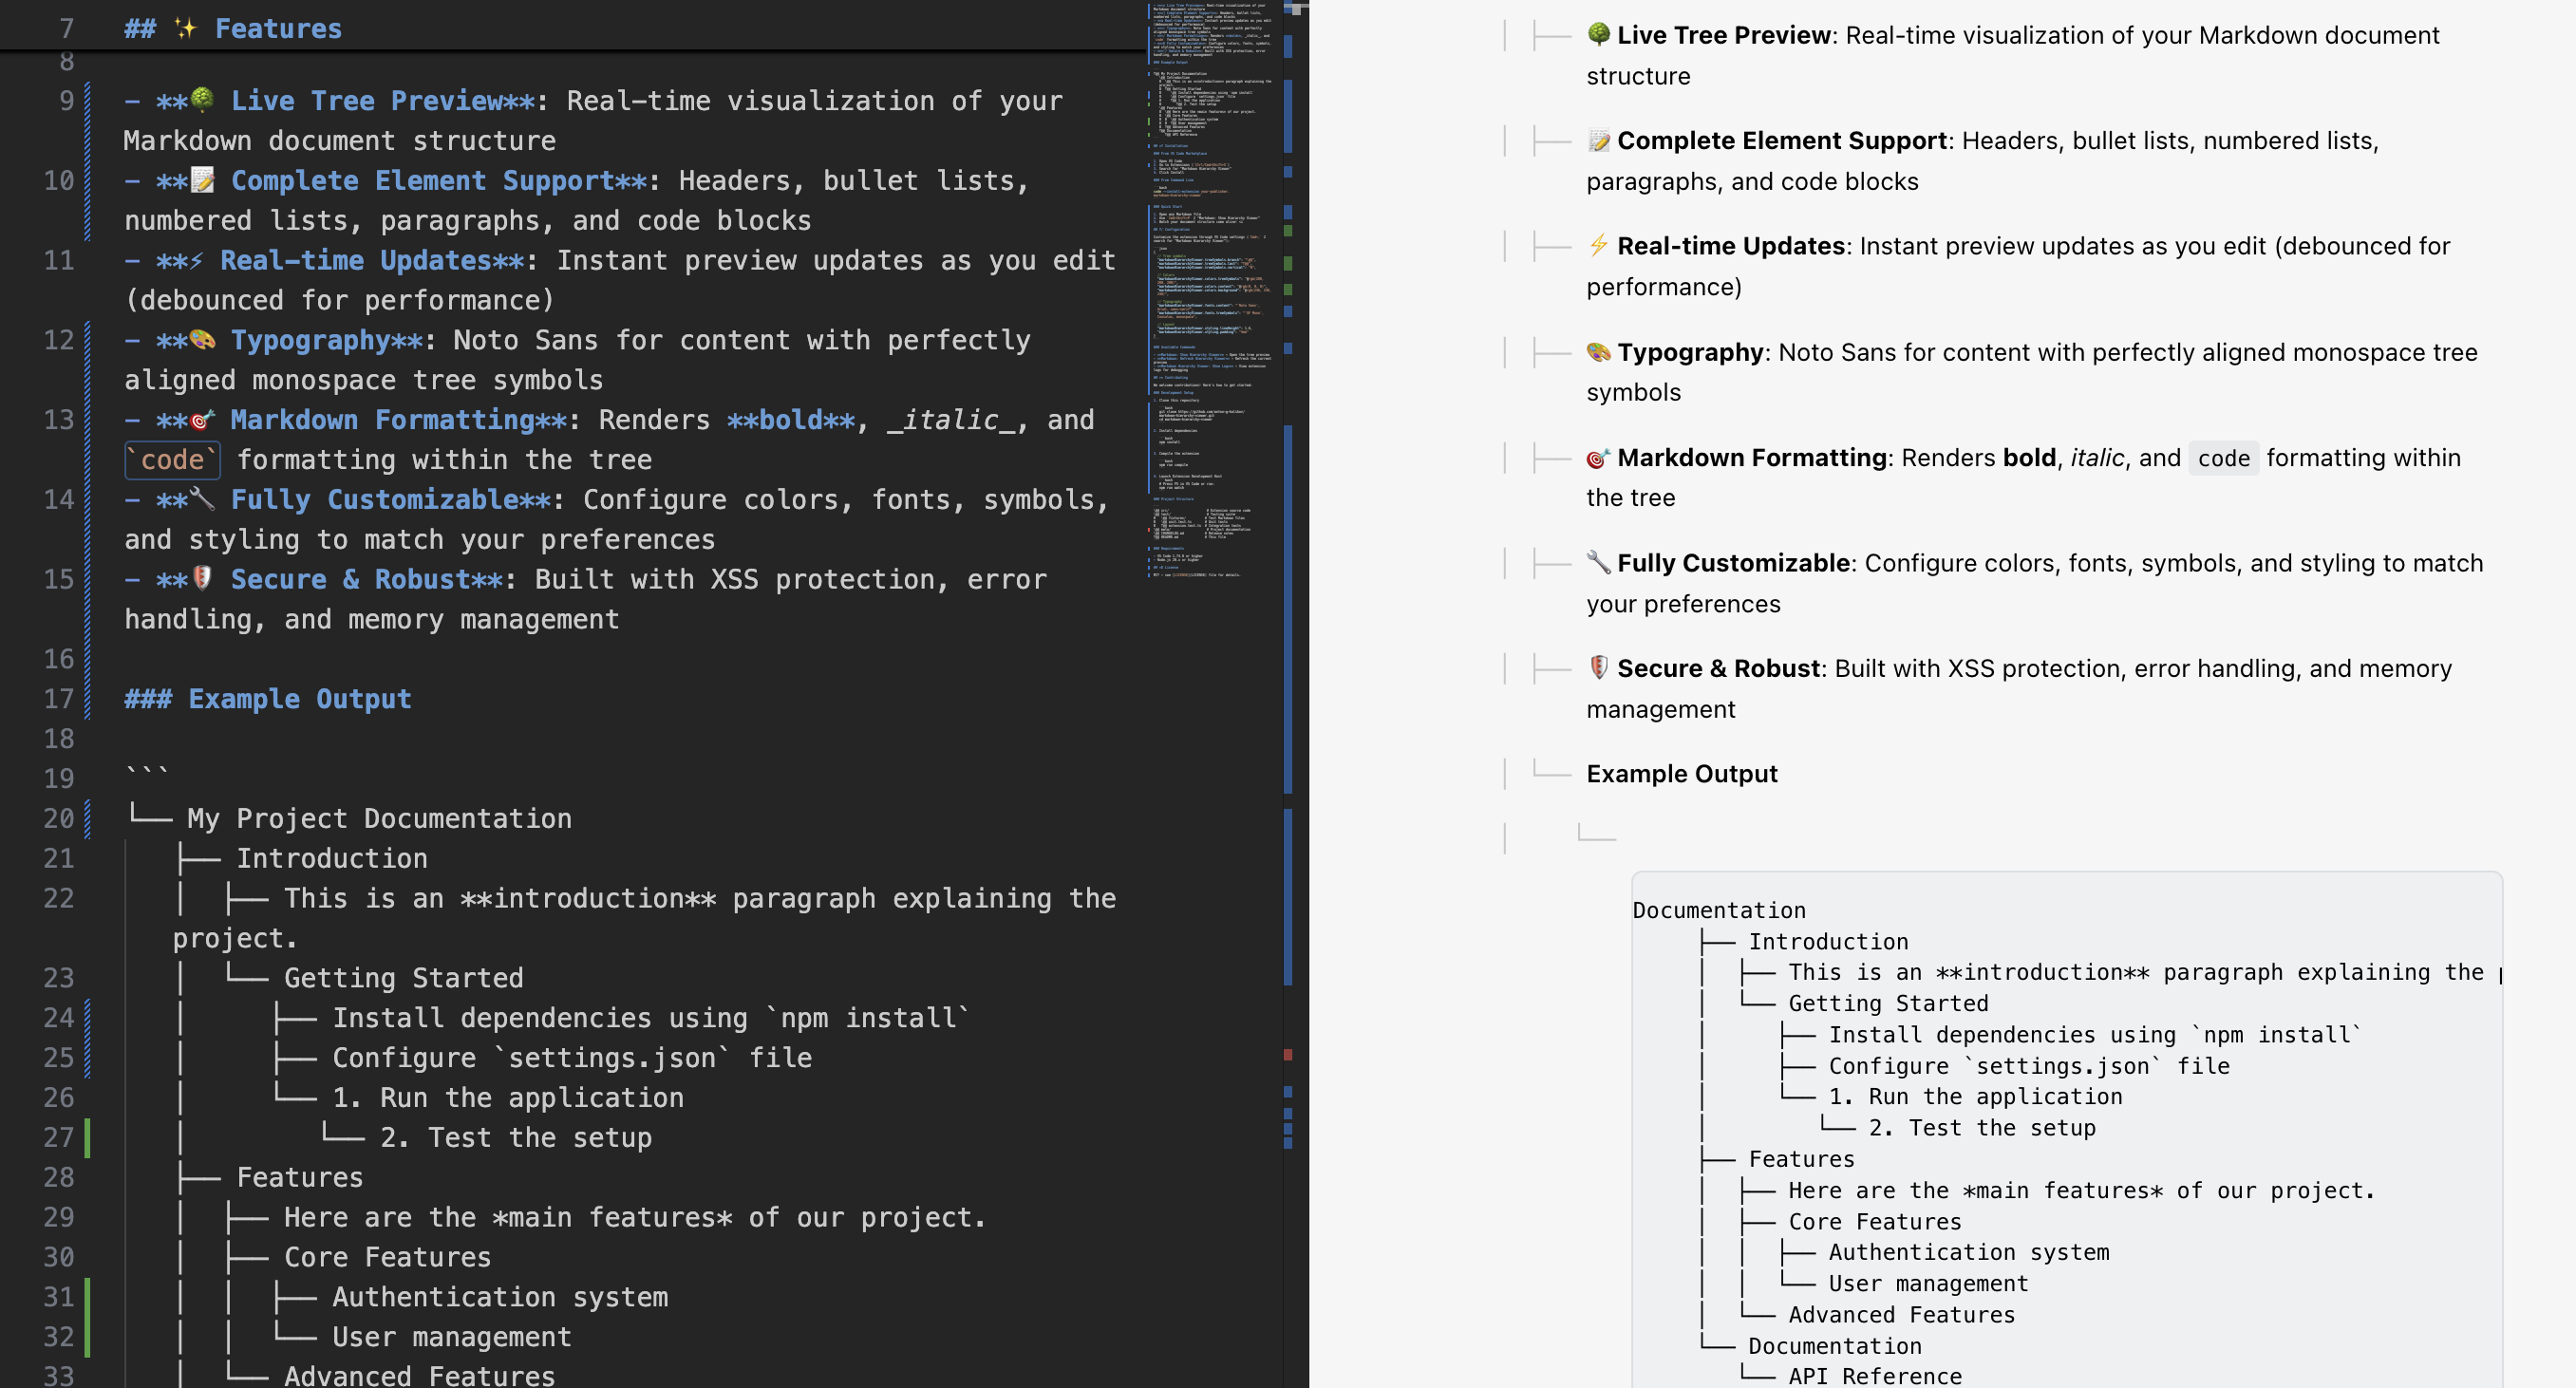 7 ## ✨ Features
8
9 - **🌳 Live Tree Preview**: Real-time visualization of your
Markdown document structure
10 - **📝 Complete Element Support**: Headers, bullet lists,
numbered lists, paragraphs, and code blocks
11 - **⚡ Real-time Updates**: Instant preview updates as you edit
(debounced for performance)
12 - **🎨 Typography**: Noto Sans for content with perfectly
aligned monospace tree symbols
13 - **🎯 Markdown Formatting**: Renders **bold**, _italic_, and
`code` formatting within the tree
14 - **🔧 Fully Customizable**: Configure colors, fonts, symbols,
and styling to match your preferences
15 - **🛡️ Secure & Robust**: Built with XSS protection, error
handling, and memory management
16
17 ### Example Output
18
19 ```
20 └── My Project Documentation
21    ├── Introduction
22    │  ├── This is an **introduction** paragraph explaining the
project.
23    │  └── Getting Started
24    │     ├── Install dependencies using `npm install`
25    │     ├── Configure `settings.json` file
26    │     └── 1. Run the application
27    │        └── 2. Test the setup
28    ├── Features
29    │  ├── Here are the *main features* of our project.
30    │  ├── Core Features
31    │  │  ├── Authentication system
32    │  │  └── User management
33    │  └── Advanced Features
│ ├── 🌳 Live Tree Preview: Real-time visualization of your Markdown document
structure
│ ├── 📝 Complete Element Support: Headers, bullet lists, numbered lists,
paragraphs, and code blocks
│ ├── ⚡ Real-time Updates: Instant preview updates as you edit (debounced for
performance)
│ ├── 🎨 Typography: Noto Sans for content with perfectly aligned monospace tree
symbols
│ ├── 🎯 Markdown Formatting: Renders bold, italic, and code formatting within
the tree
│ ├── 🔧 Fully Customizable: Configure colors, fonts, symbols, and styling to match
your preferences
│ ├── 🛡️ Secure & Robust: Built with XSS protection, error handling, and memory
management
│ └── Example Output
│    └──
Documentation
     ├── Introduction
     │  ├── This is an **introduction** paragraph explaining the
     │  └── Getting Started
     │     ├── Install dependencies using `npm install`
     │     ├── Configure `settings.json` file
     │     └── 1. Run the application
     │        └── 2. Test the setup
     ├── Features
     │  ├── Here are the *main features* of our project.
     │  ├── Core Features
     │  │  ├── Authentication system
     │  │  └── User management
     │  └── Advanced Features
     └── Documentation
        └── API Reference